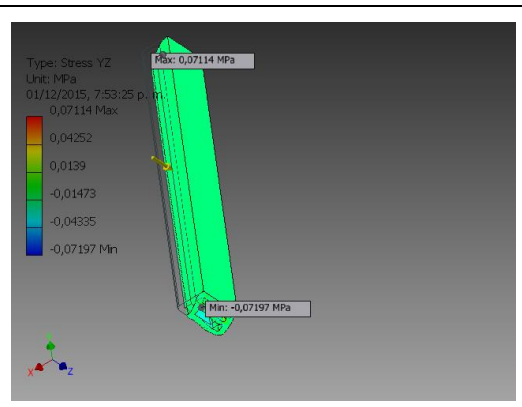 Type: Stress YZ
Unit: MPa
01/12/2015, 7:53:25 p. m.
0,07114 Max
0,04252
0,0139
-0,01473
-0,04335
-0,07197 Min
Max: 0,07114 MPa
Min: -0,07197 MPa
X
Z